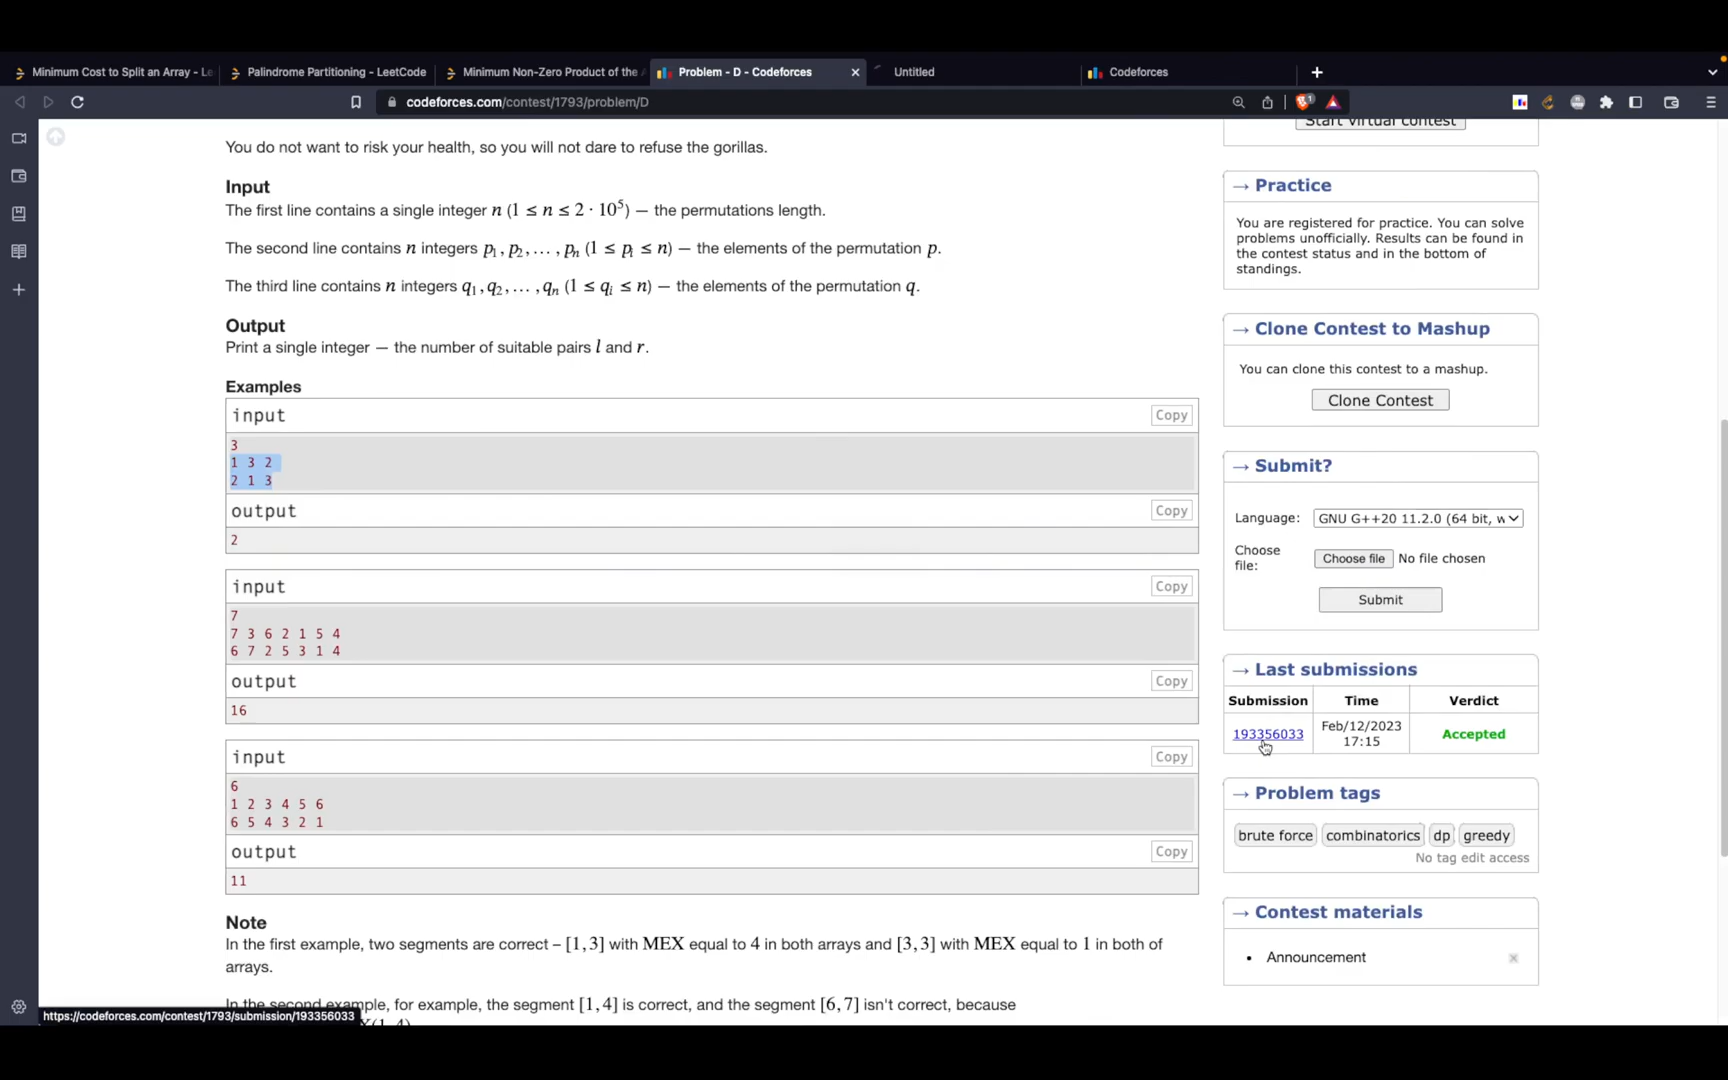 Minimum Cost to Split an Array - Le
Palindrome Partitioning - LeetCode
Minimum Non-Zero Product of the A
Problem - D - Codeforces
Untitled
Codeforces
codeforces.com/contest/1793/problem/D
1
Start virtual contest
You do not want to risk your health, so you will not dare to refuse the gorillas.
Input
The first line contains a single integer n (1 ≤ n ≤ 2 · 10⁵) — the permutations length.
The second line contains n integers p₁, p₂, … , pₙ (1 ≤ pᵢ ≤ n) — the elements of the permutation p.
The third line contains n integers q₁, q₂, … , qₙ (1 ≤ qᵢ ≤ n) — the elements of the permutation q.
Output
Print a single integer — the number of suitable pairs l and r.
Examples
input Copy
3
1 3 2
2 1 3
output Copy
2
input Copy
7
7 3 6 2 1 5 4
6 7 2 5 3 1 4
output Copy
16
input Copy
6
1 2 3 4 5 6
6 5 4 3 2 1
output Copy
11
Note
In the first example, two segments are correct – [1, 3] with MEX equal to 4 in both arrays and [3, 3] with MEX equal to 1 in both of
arrays.
In the second example, for example, the segment [1, 4] is correct, and the segment [6, 7] isn't correct, because
→ Practice
You are registered for practice. You can solve
problems unofficially. Results can be found in
the contest status and in the bottom of
standings.
→ Clone Contest to Mashup
You can clone this contest to a mashup.
Clone Contest
→ Submit?
Language: GNU G++20 11.2.0 (64 bit, w
Choose
file: Choose file No file chosen
Submit
→ Last submissions
Submission Time Verdict
193356033 Feb/12/2023
17:15 Accepted
→ Problem tags
brute force combinatorics dp greedy
No tag edit access
→ Contest materials
• Announcement
https://codeforces.com/contest/1793/submission/193356033